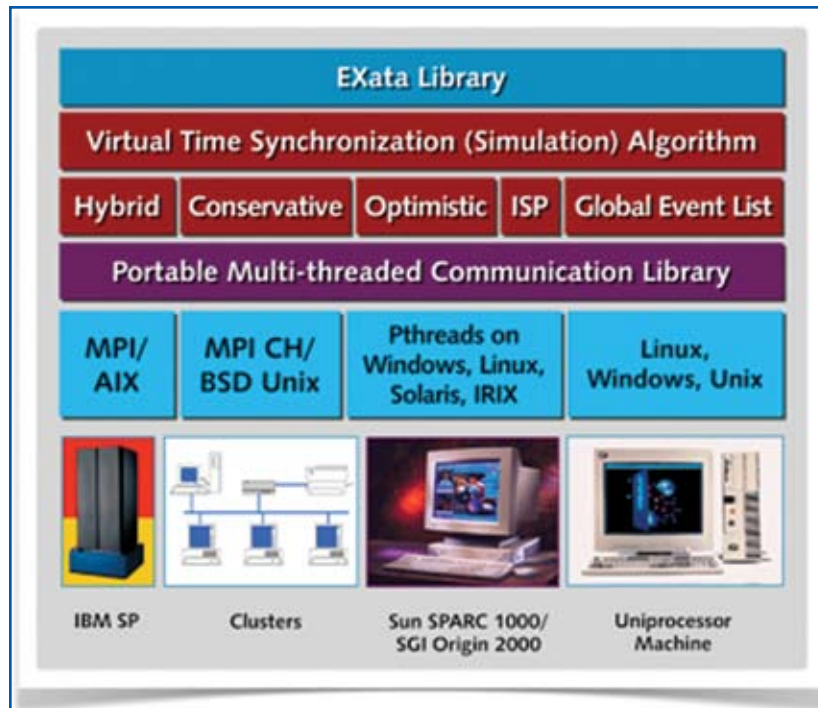 EXata Library
Virtual Time Synchronization (Simulation) Algorithm
Hybrid
Conservative
Optimistic
ISP
Global Event List
Portable Multi-threaded Communication Library
MPI/
AIX
MPI CH/
BSD Unix
Pthreads on
Windows, Linux,
Solaris, IRIX
Linux,
Windows, Unix
IBM SP
Clusters
Sun SPARC 1000/
SGI Origin 2000
Uniprocessor
Machine